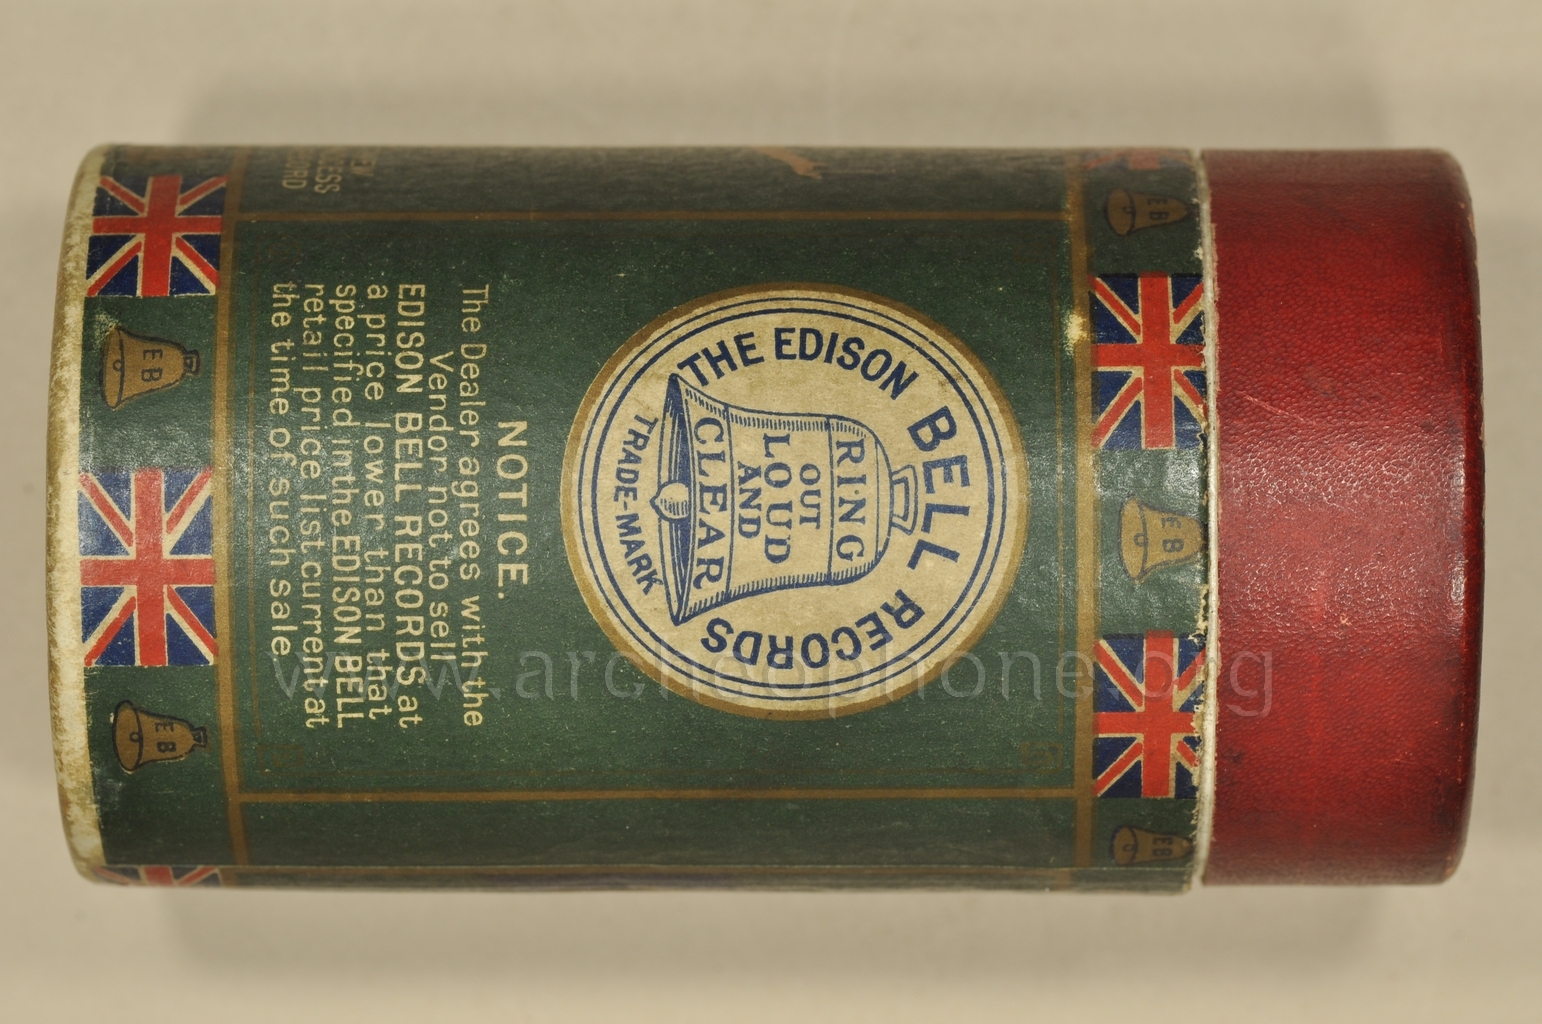 THE EDISON BELL RECORDS
RING
OUT
LOUD
AND
CLEAR
TRADE-MARK
NOTICE.
The Dealer agrees with the
Vendor not to sell
EDISON BELL RECORDS at
a price lower than that
specified in the EDISON BELL
retail price list current at
the time of such sale
EB
EB
EB
EB
EB
www.archeophone.org